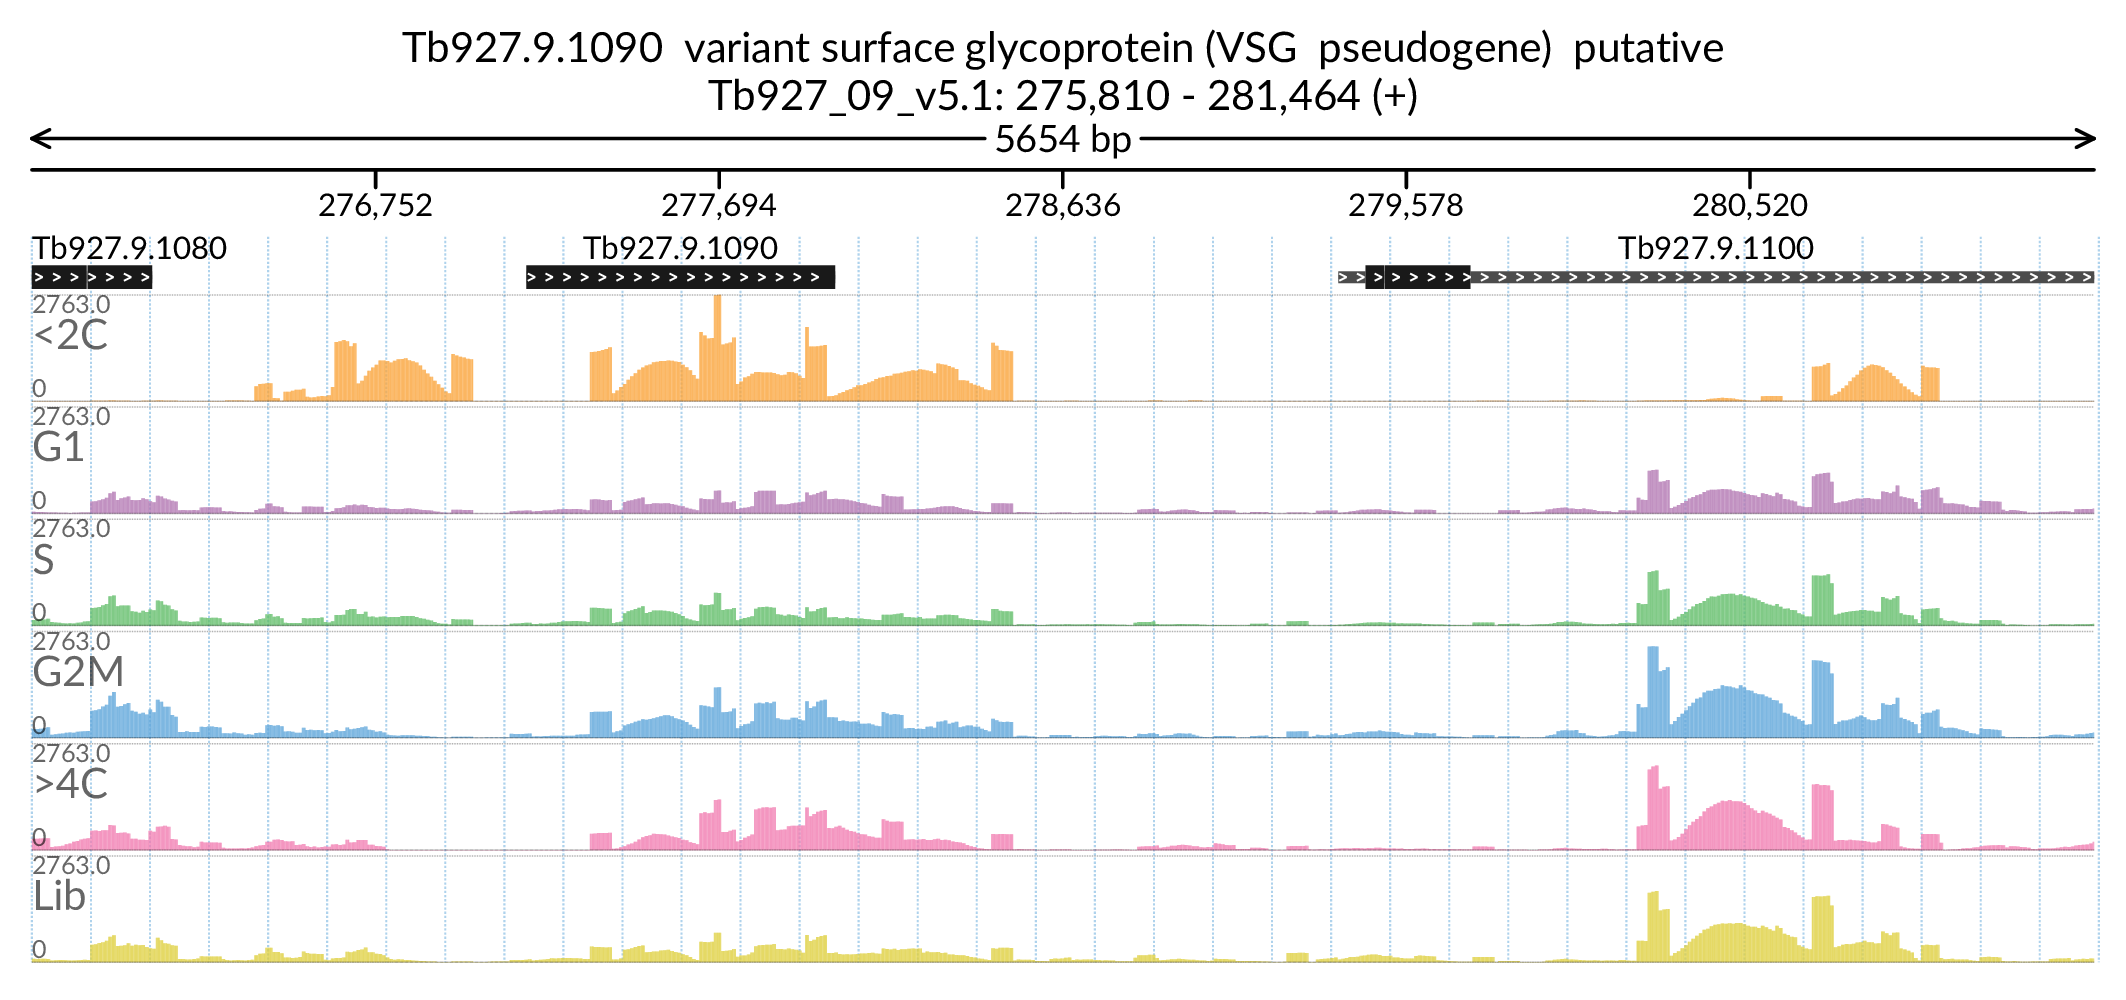 Tb927.9.1090 variant surface glycoprotein (VSG pseudogene) putative
Tb927_09_v5.1: 275,810 - 281,464 (+)
5654 bp
276,752 277,694 278,636 279,578 280,520
Tb927.9.1080 Tb927.9.1090 Tb927.9.1100
2763.0
<2C
0
2763.0
G1
0
2763.0
S
0
2763.0
G2M
0
2763.0
>4C
0
2763.0
Lib
0